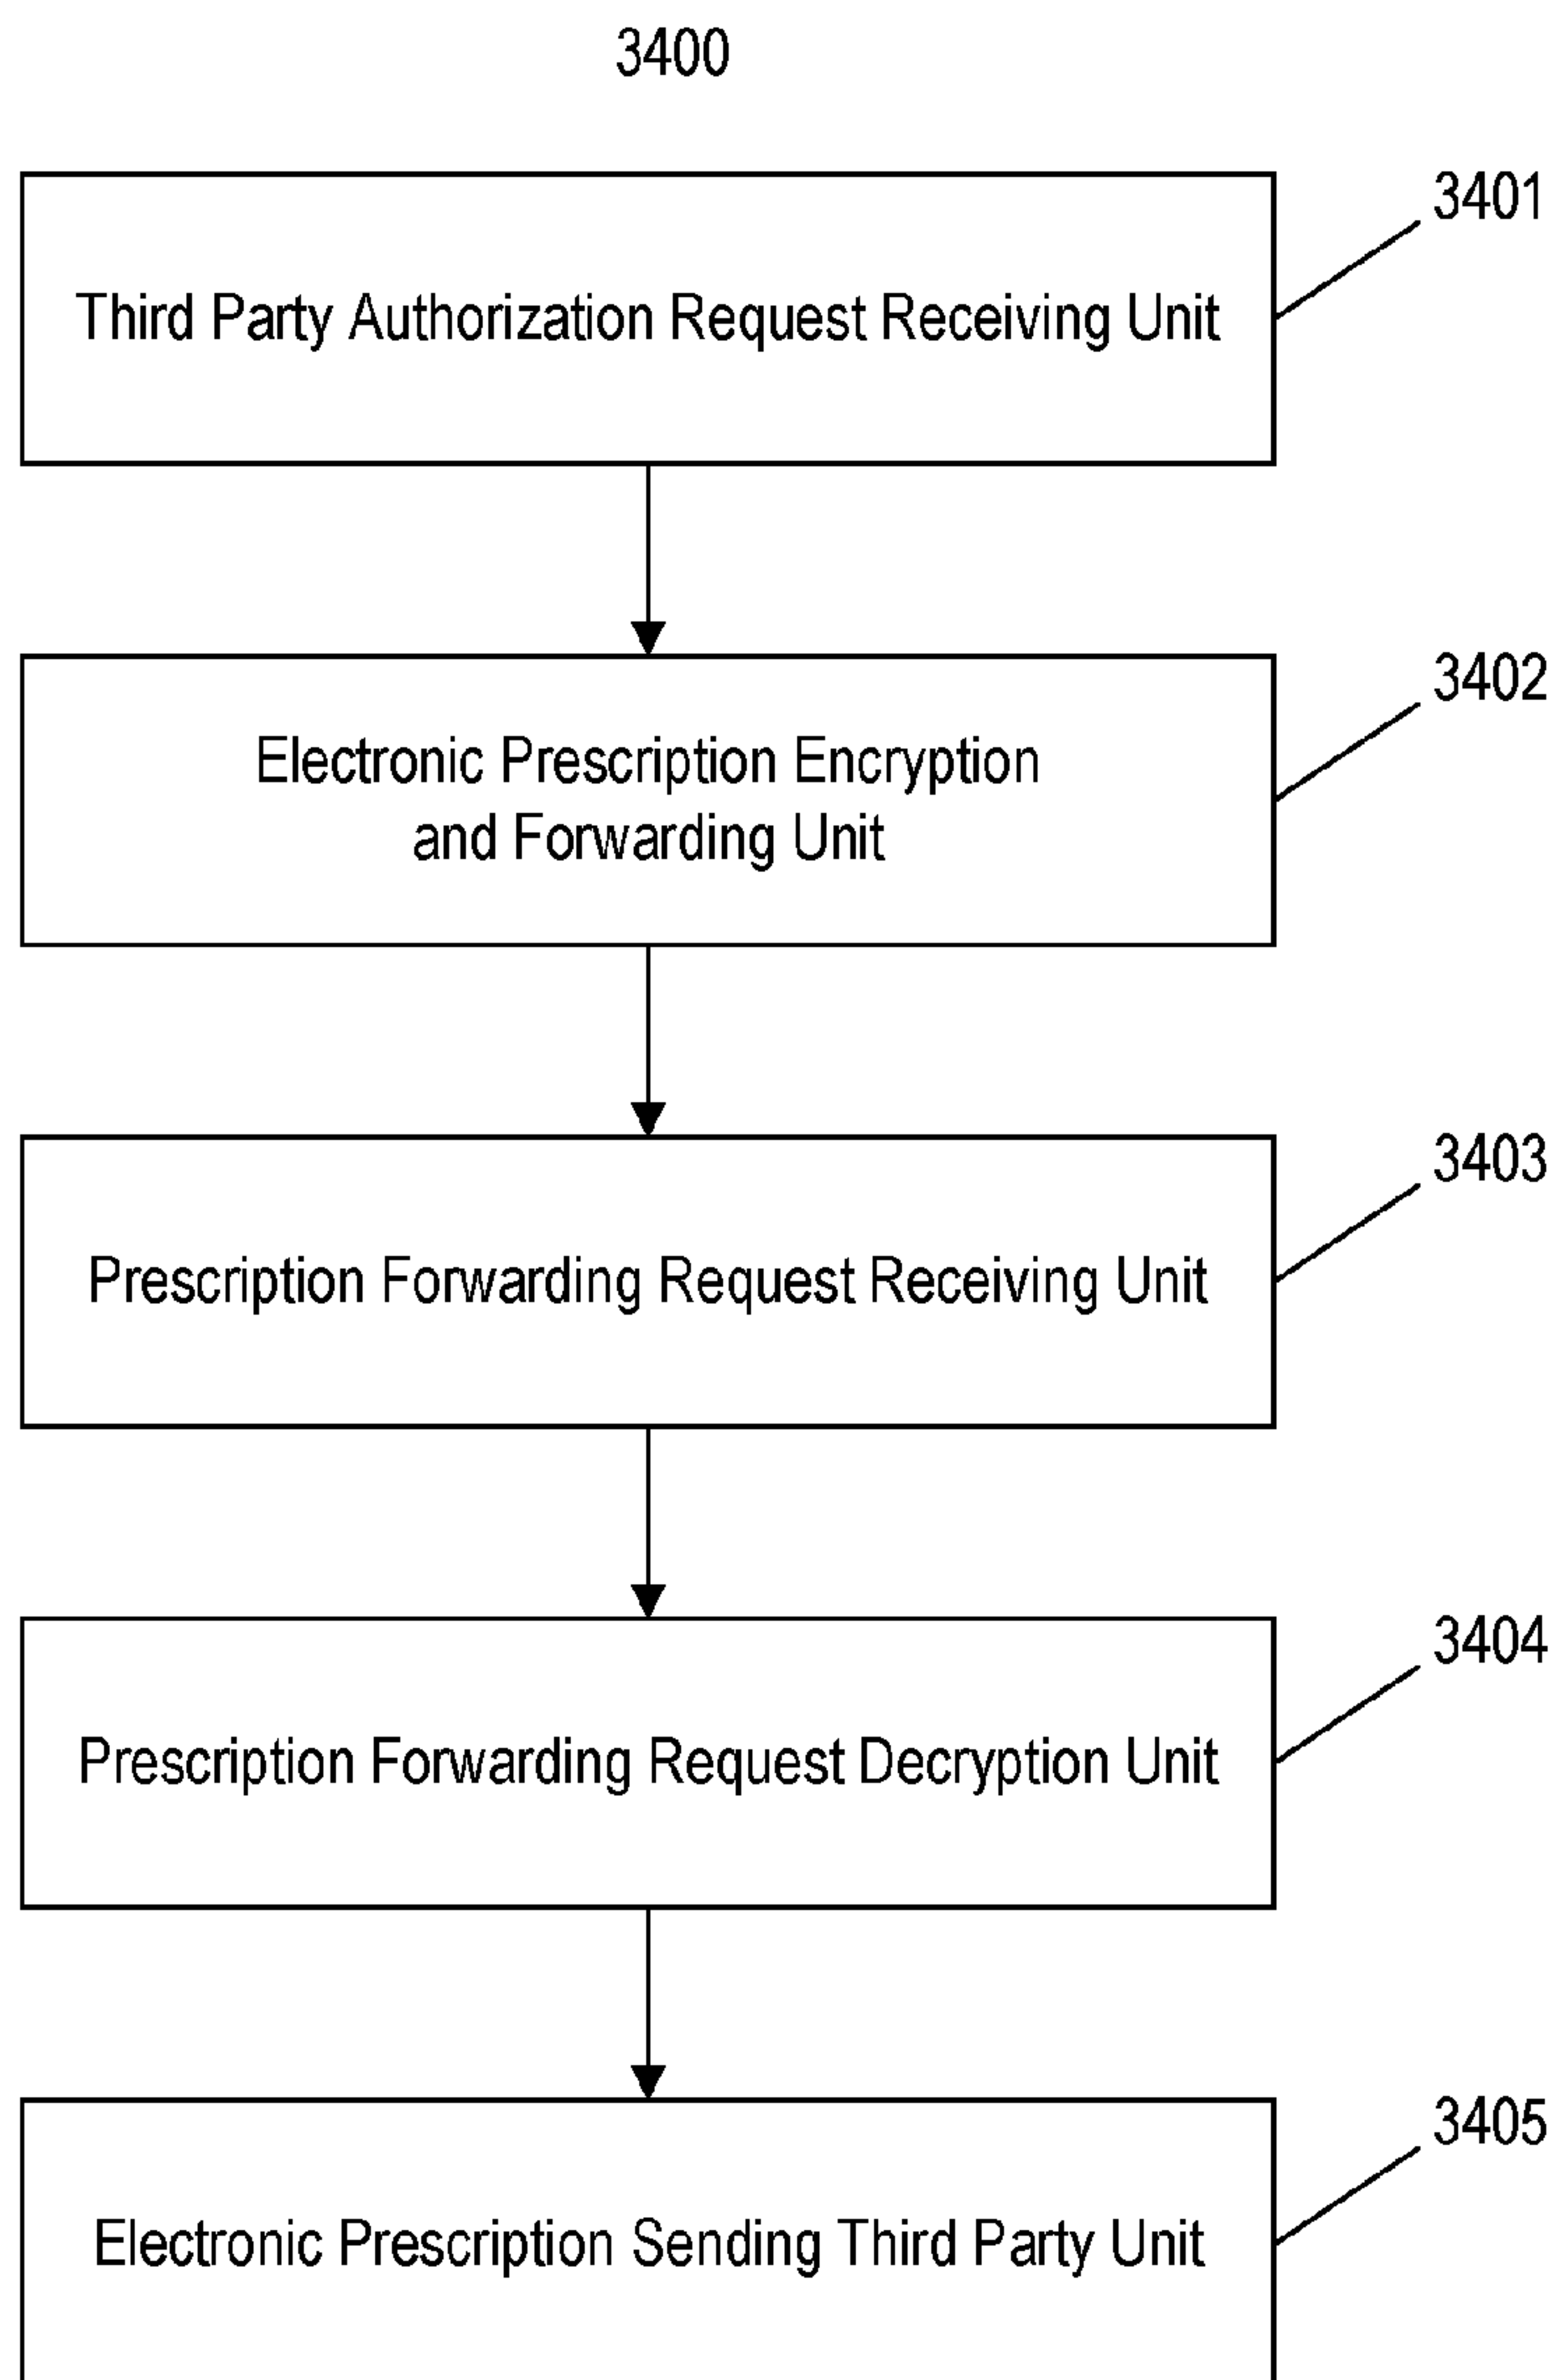 3400
3401
Third Party Authorization Request Receiving Unit
3402
Electronic Prescription Encryption
and Forwarding Unit
3403
Prescription Forwarding Request Receiving Unit
3404
Prescription Forwarding Request Decryption Unit
3405
Electronic Prescription Sending Third Party Unit